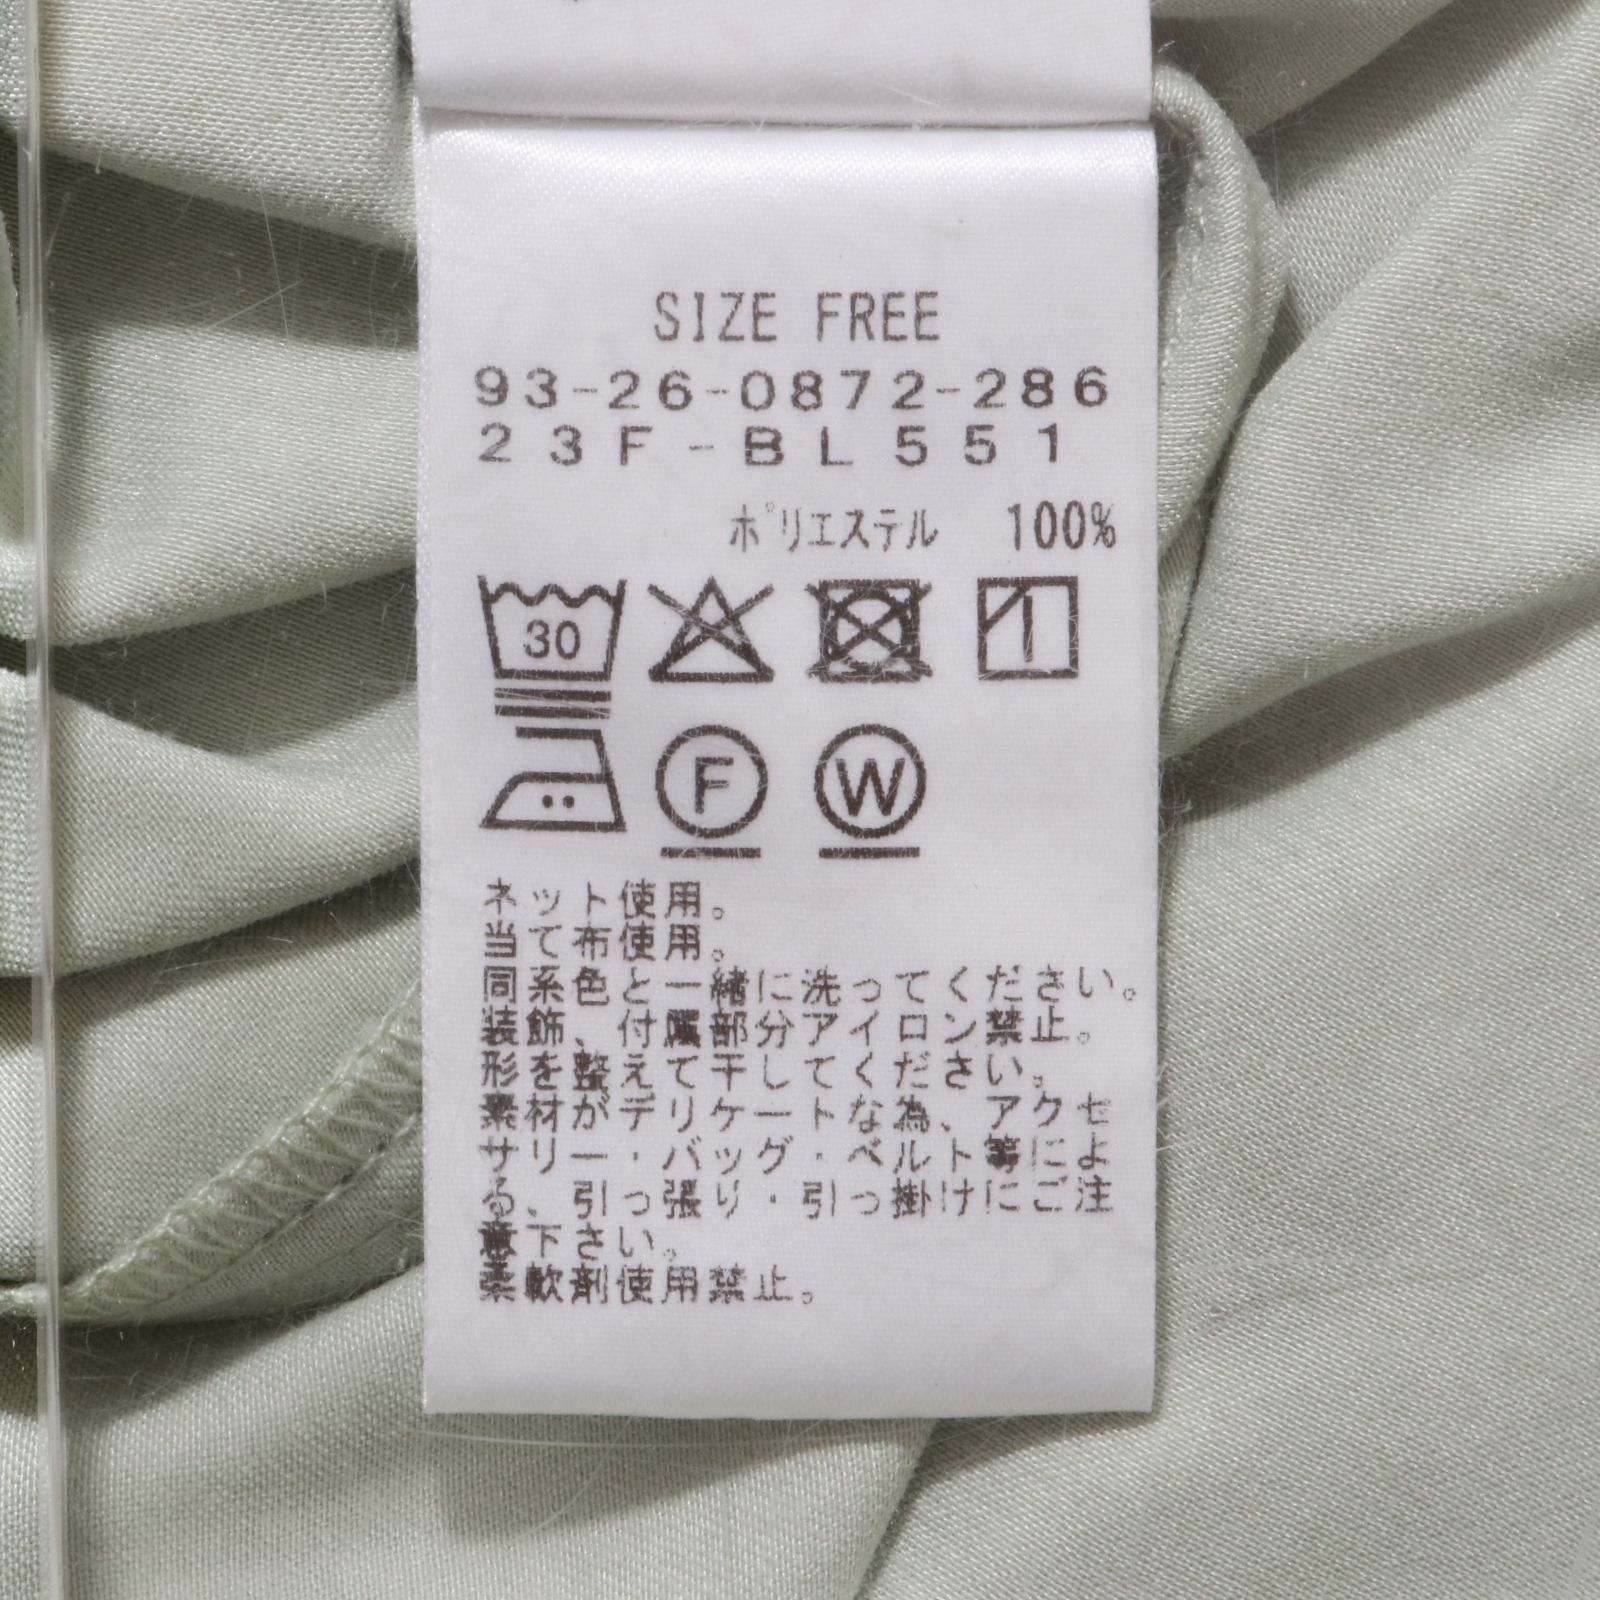 SIZE FREE
93-26-0872-286
23F-BL551
ポリエステル 100%
30
F W
ネット使用。
当て布使用。
同系色と一緒に洗ってください。
装飾、付属部分アイロン禁止。
形を整えて干してください。
素材がデリケートな為、アクセ
サリー・バッグ・ベルト等によ
る、引っ張り・引っ掛けにご注
意下さい。
柔軟剤使用禁止。